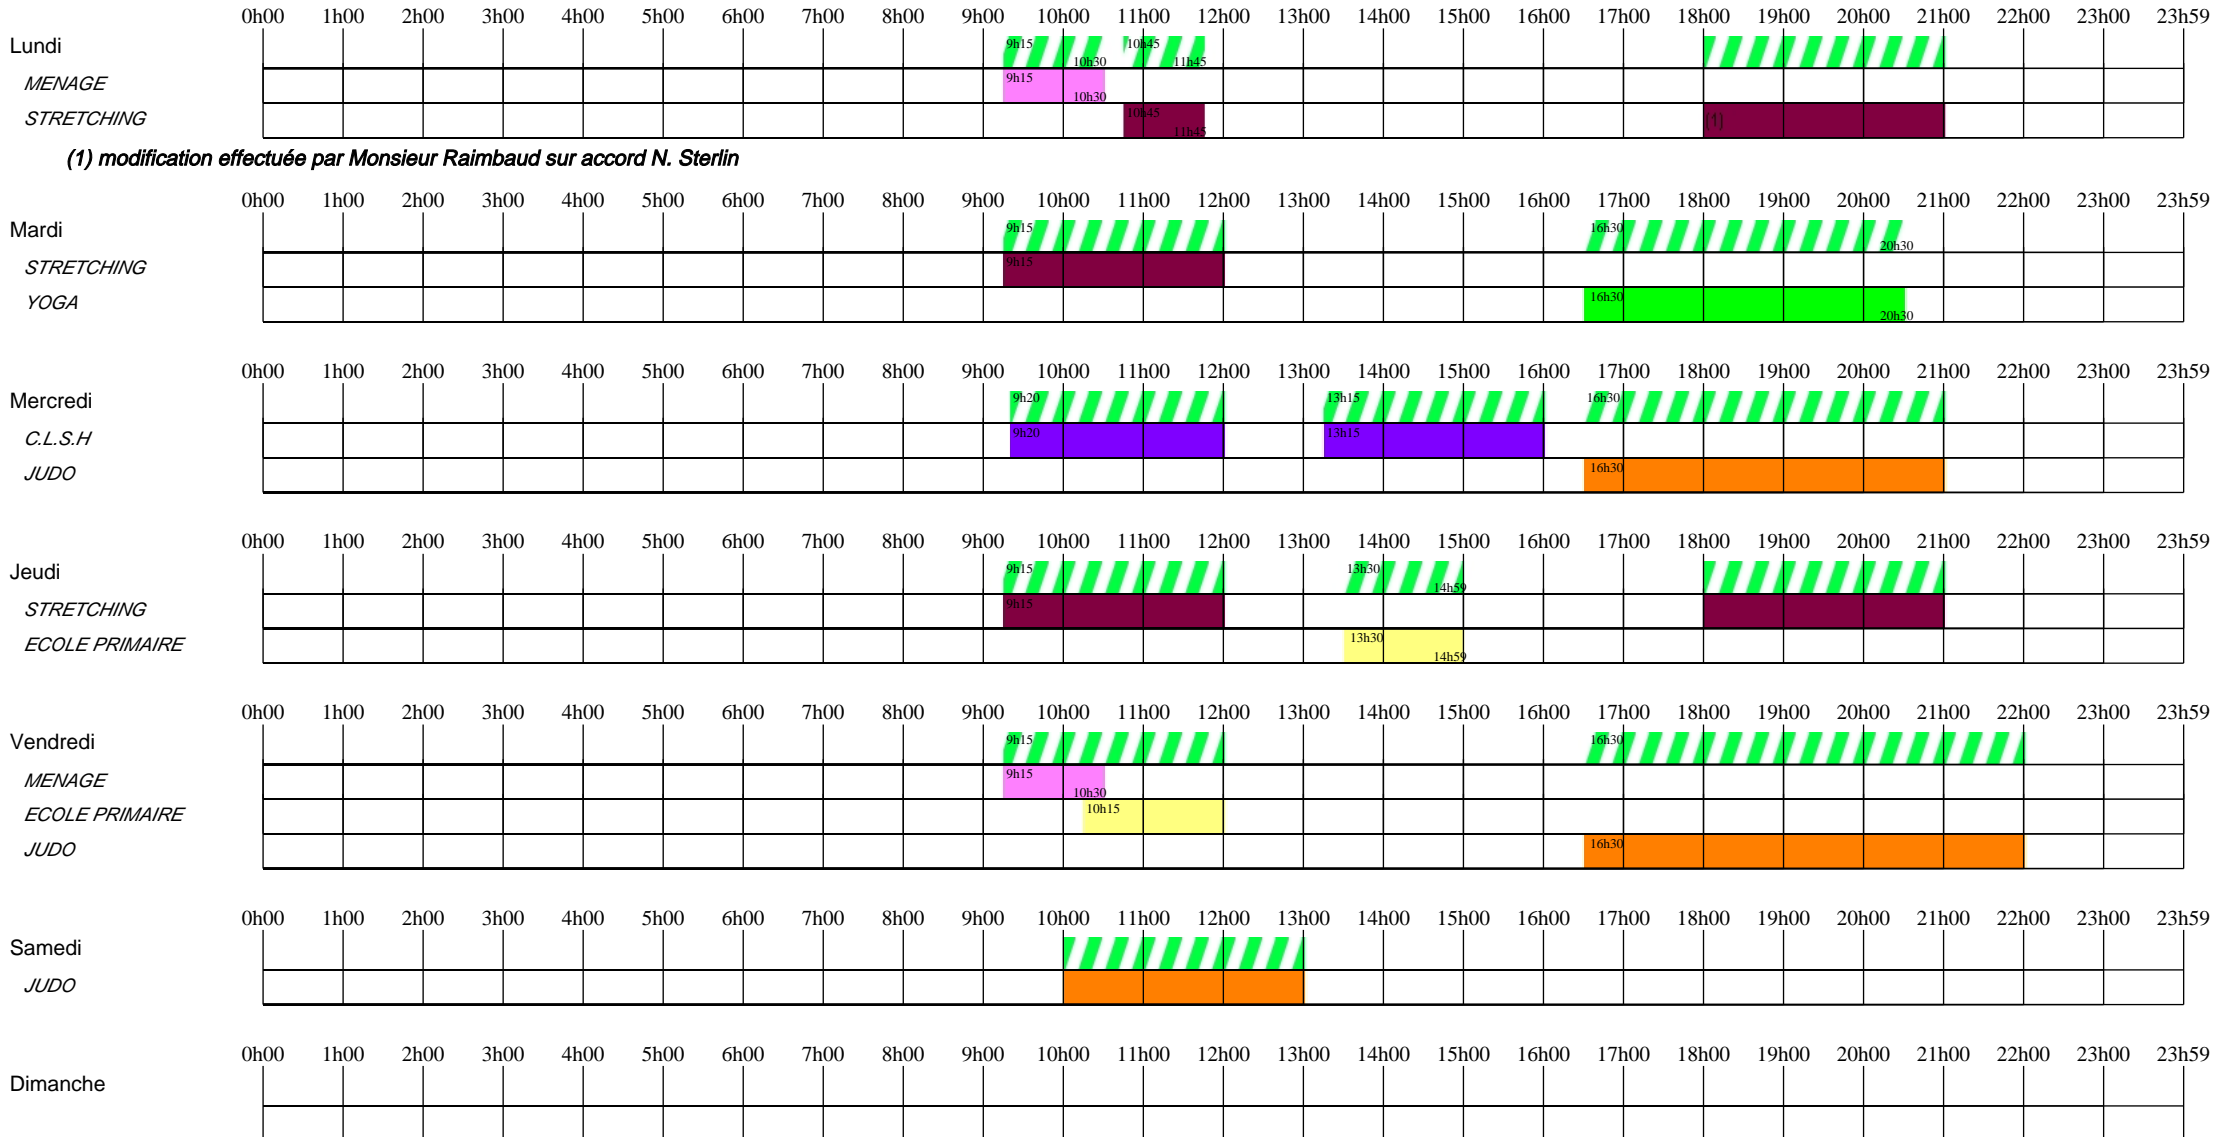 0h00 1h00 2h00 3h00 4h00 5h00 6h00 7h00 8h00 9h00 10h00 11h00 12h00 13h00 14h00 15h00 16h00 17h00 18h00 19h00 20h00 21h00 22h00 23h00 23h59
Lundi 9h15 10h30 10h45 11h45
MENAGE 9h15 10h30
STRETCHING 10h45 11h45 (1)
(1) modification effectuée par Monsieur Raimbaud sur accord N. Sterlin
0h00 1h00 2h00 3h00 4h00 5h00 6h00 7h00 8h00 9h00 10h00 11h00 12h00 13h00 14h00 15h00 16h00 17h00 18h00 19h00 20h00 21h00 22h00 23h00 23h59
Mardi 9h15 16h30 20h30
STRETCHING 9h15
YOGA 16h30 20h30
0h00 1h00 2h00 3h00 4h00 5h00 6h00 7h00 8h00 9h00 10h00 11h00 12h00 13h00 14h00 15h00 16h00 17h00 18h00 19h00 20h00 21h00 22h00 23h00 23h59
Mercredi 9h20 13h15 16h30
C.L.S.H 9h20 13h15
JUDO 16h30
0h00 1h00 2h00 3h00 4h00 5h00 6h00 7h00 8h00 9h00 10h00 11h00 12h00 13h00 14h00 15h00 16h00 17h00 18h00 19h00 20h00 21h00 22h00 23h00 23h59
Jeudi 9h15 13h30 14h59
STRETCHING 9h15
ECOLE PRIMAIRE 13h30 14h59
0h00 1h00 2h00 3h00 4h00 5h00 6h00 7h00 8h00 9h00 10h00 11h00 12h00 13h00 14h00 15h00 16h00 17h00 18h00 19h00 20h00 21h00 22h00 23h00 23h59
Vendredi 9h15 16h30
MENAGE 9h15 10h30
ECOLE PRIMAIRE 10h15
JUDO 16h30
0h00 1h00 2h00 3h00 4h00 5h00 6h00 7h00 8h00 9h00 10h00 11h00 12h00 13h00 14h00 15h00 16h00 17h00 18h00 19h00 20h00 21h00 22h00 23h00 23h59
Samedi
JUDO
0h00 1h00 2h00 3h00 4h00 5h00 6h00 7h00 8h00 9h00 10h00 11h00 12h00 13h00 14h00 15h00 16h00 17h00 18h00 19h00 20h00 21h00 22h00 23h00 23h59
Dimanche